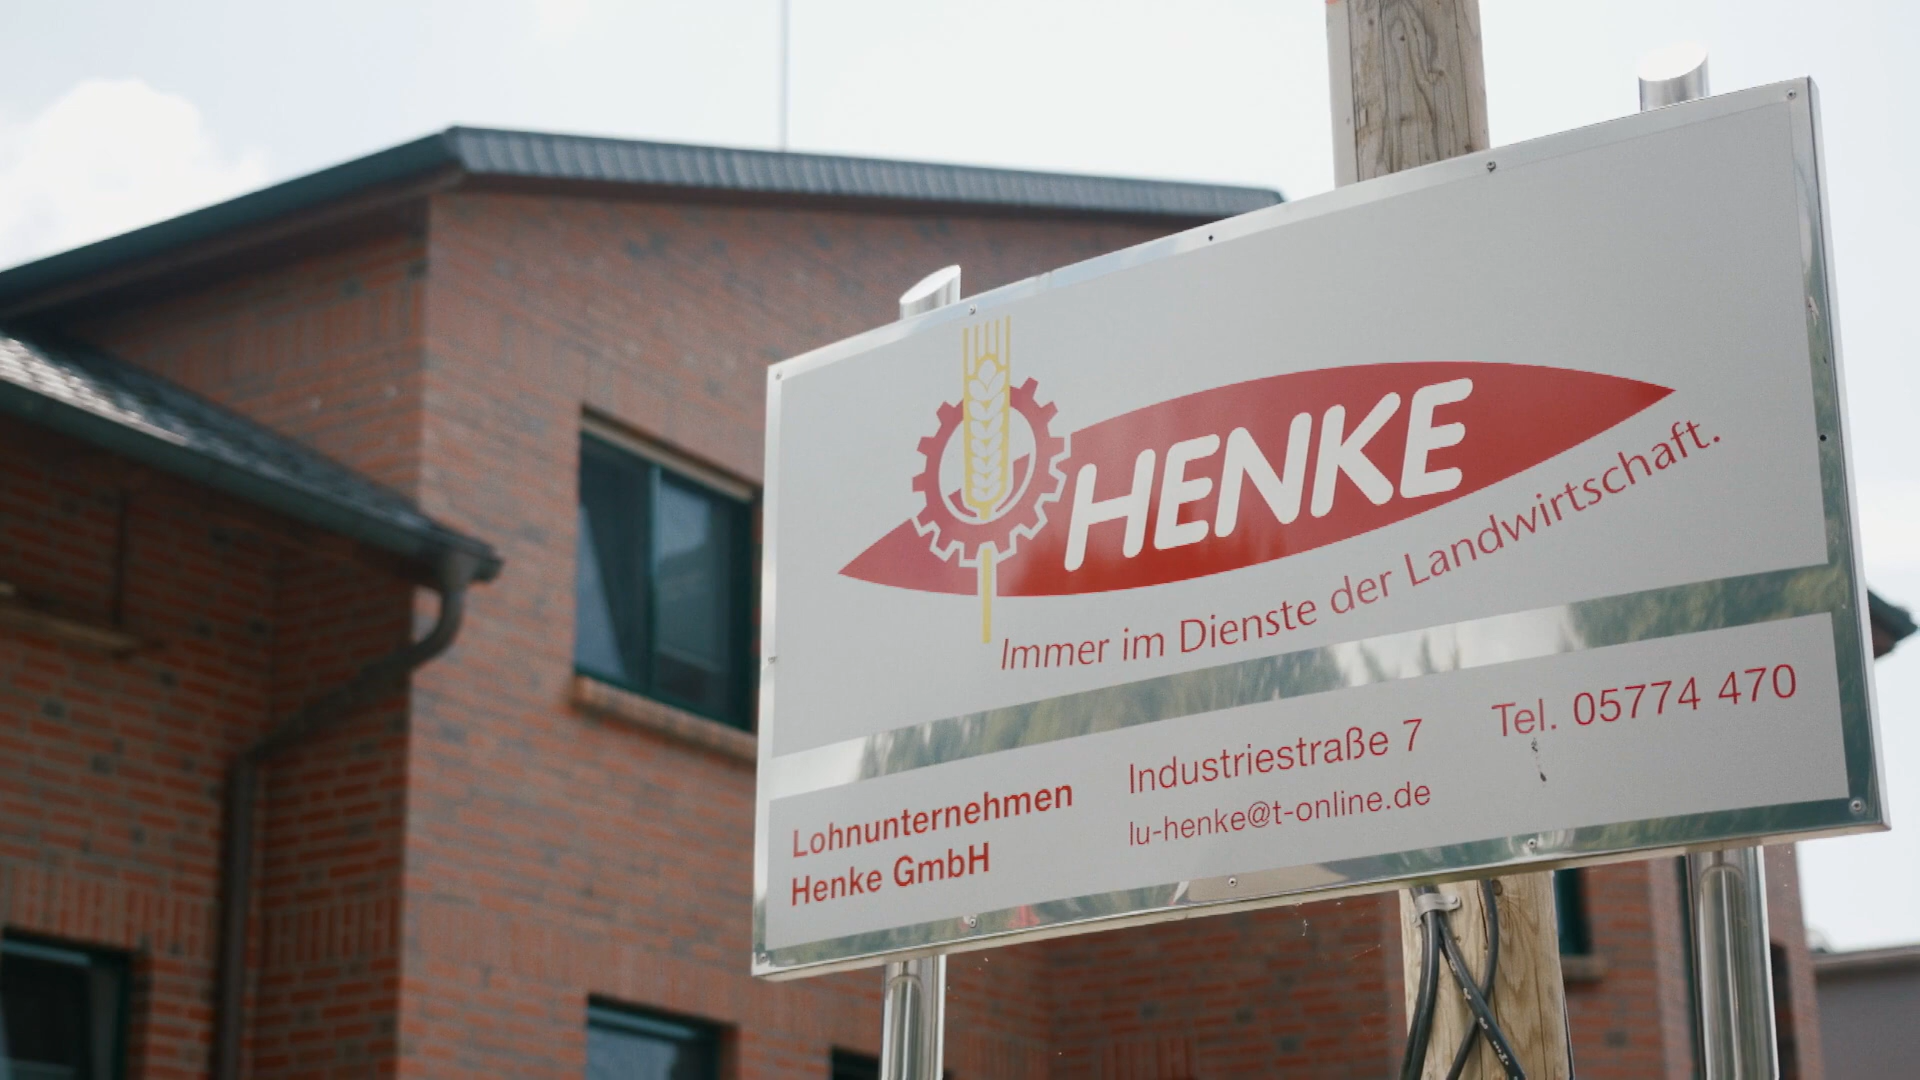 HENKE
Immer im Dienste der Landwirtschaft.
Lohnunternehmen
Henke GmbH
Industriestraße 7
lu-henke@t-online.de
Tel. 05774 470